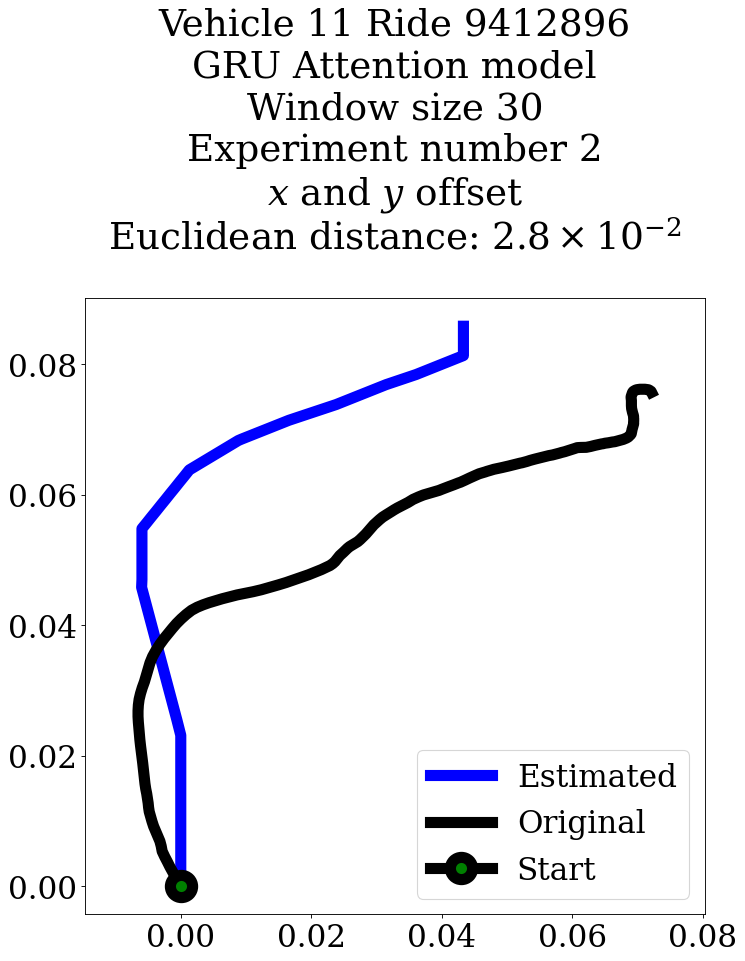 Vehicle 11 Ride 9412896
GRU Attention model
Window size 30
Experiment number 2
x and y offset
Euclidean distance: 2.8 × 10⁻²
0.08
0.06
0.04
0.02
0.00
Estimated
Original
Start
0.00 0.02 0.04 0.06 0.08